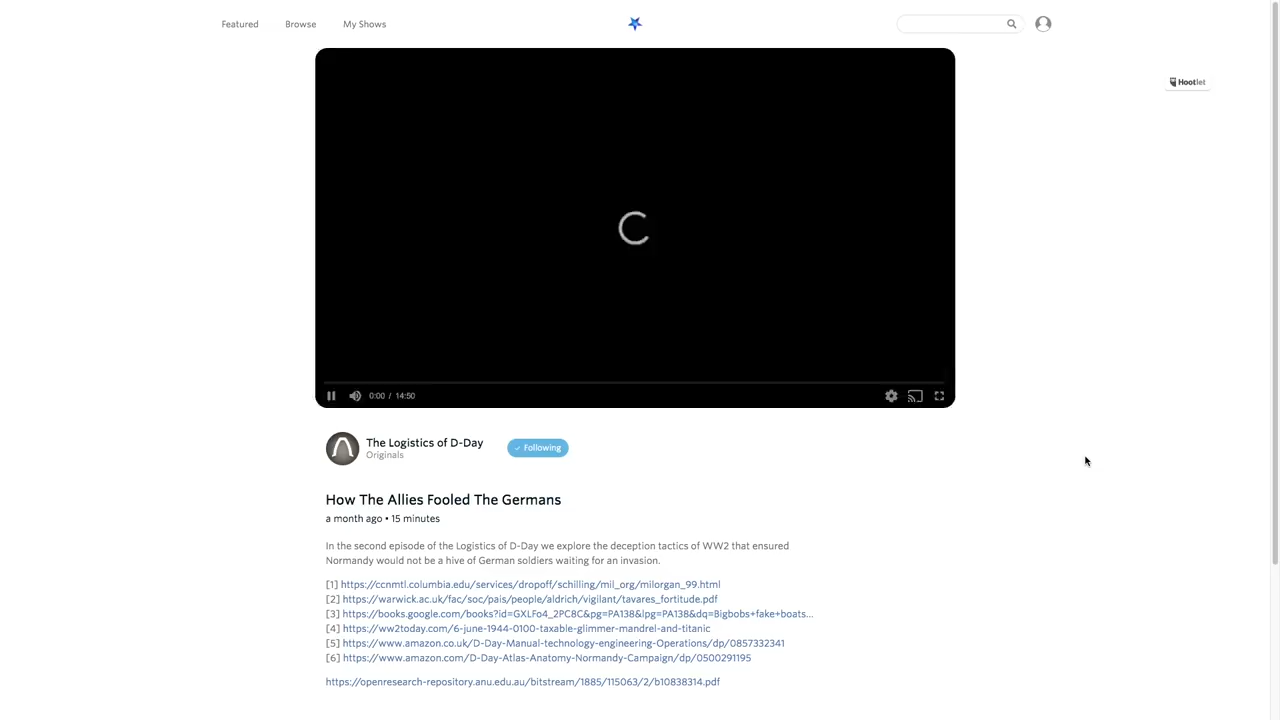 Featured Browse My Shows
Hootlet
0:00 / 14:50
The Logistics of D-Day
Originals
✓ Following
How The Allies Fooled The Germans
a month ago • 15 minutes
In the second episode of the Logistics of D-Day we explore the deception tactics of WW2 that ensured
Normandy would not be a hive of German soldiers waiting for an invasion.
[1] https://ccnmtl.columbia.edu/services/dropoff/schilling/mil_org/milorgan_99.html
[2] https://warwick.ac.uk/fac/soc/pais/people/aldrich/vigilant/tavares_fortitude.pdf
[3] https://books.google.com/books?id=GXLFo4_2PC8C&pg=PA138&lpg=PA138&dq=Bigbobs+fake+boats...
[4] https://ww2today.com/6-june-1944-0100-taxable-glimmer-mandrel-and-titanic
[5] https://www.amazon.co.uk/D-Day-Manual-technology-engineering-Operations/dp/0857332341
[6] https://www.amazon.com/D-Day-Atlas-Anatomy-Normandy-Campaign/dp/0500291195
https://openresearch-repository.anu.edu.au/bitstream/1885/115063/2/b10838314.pdf